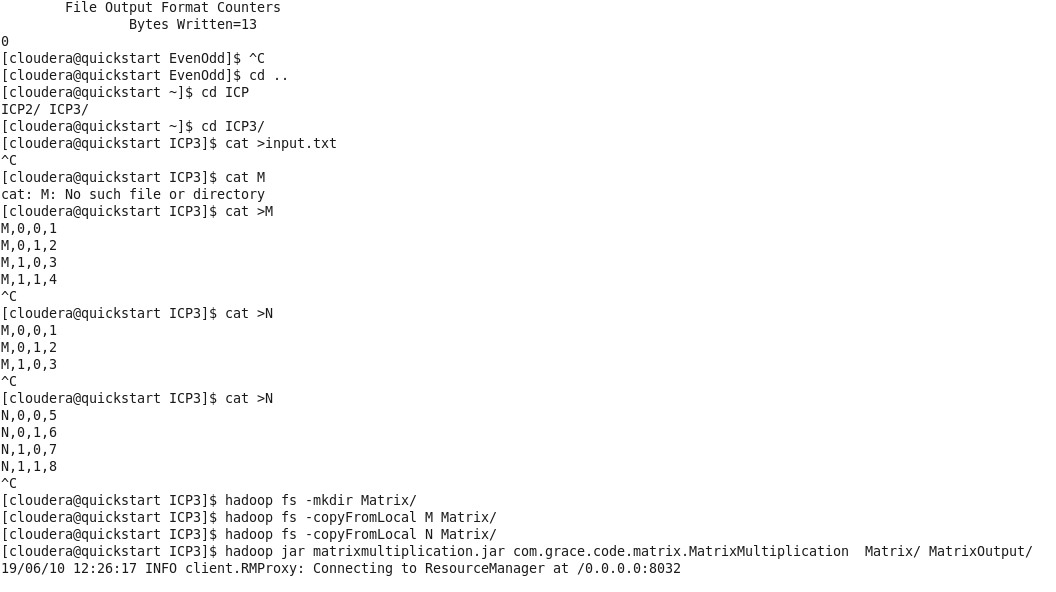 File Output Format Counters
Bytes Written=13
0
[cloudera@quickstart EvenOdd]$ ^C
[cloudera@quickstart EvenOdd]$ cd ..
[cloudera@quickstart ~]$ cd ICP
ICP2/ ICP3/
[cloudera@quickstart ~]$ cd ICP3/
[cloudera@quickstart ICP3]$ cat >input.txt
^C
[cloudera@quickstart ICP3]$ cat M
cat: M: No such file or directory
[cloudera@quickstart ICP3]$ cat >M
M,0,0,1
M,0,1,2
M,1,0,3
M,1,1,4
^C
[cloudera@quickstart ICP3]$ cat >N
M,0,0,1
M,0,1,2
M,1,0,3
^C
[cloudera@quickstart ICP3]$ cat >N
N,0,0,5
N,0,1,6
N,1,0,7
N,1,1,8
^C
[cloudera@quickstart ICP3]$ hadoop fs -mkdir Matrix/
[cloudera@quickstart ICP3]$ hadoop fs -copyFromLocal M Matrix/
[cloudera@quickstart ICP3]$ hadoop fs -copyFromLocal N Matrix/
[cloudera@quickstart ICP3]$ hadoop jar matrixmultiplication.jar com.grace.code.matrix.MatrixMultiplication  Matrix/ MatrixOutput/
19/06/10 12:26:17 INFO client.RMProxy: Connecting to ResourceManager at /0.0.0.0:8032